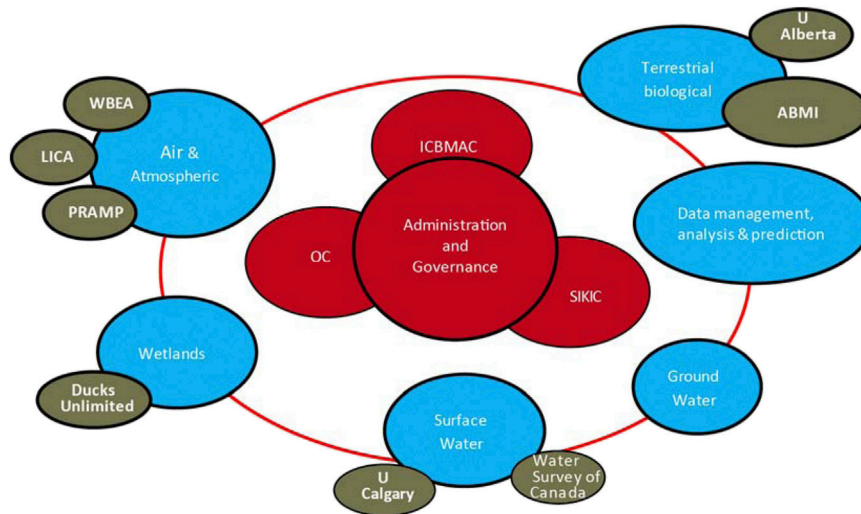 U
Alberta
Terrestrial
biological
ABMI
WBEA
LICA
Air &
Atmospheric
PRAMP
ICBMAC
Administration
and
Governance
OC
SIKIC
Data management,
analysis & prediction
Wetlands
Ducks
Unlimited
Ground
Water
Surface
Water
U
Calgary
Water
Survey of
Canada